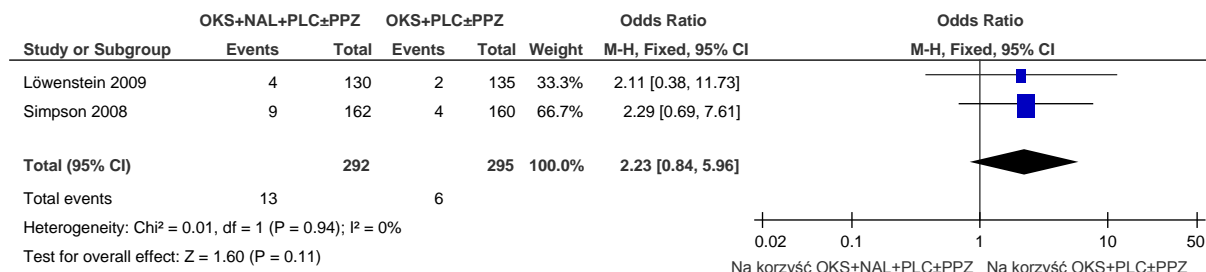 OKS+NAL+PLC±PPZ OKS+PLC±PPZ Odds Ratio Odds Ratio
Study or Subgroup Events Total Events Total Weight M-H, Fixed, 95% CI M-H, Fixed, 95% CI
Löwenstein 2009 4 130 2 135 33.3% 2.11 [0.38, 11.73]
Simpson 2008 9 162 4 160 66.7% 2.29 [0.69, 7.61]
Total (95% CI) 292 295 100.0% 2.23 [0.84, 5.96]
Total events 13 6
Heterogeneity: Chi² = 0.01, df = 1 (P = 0.94); I² = 0%
Test for overall effect: Z = 1.60 (P = 0.11)
0.02 0.1 1 10 50
Na korzyść OKS+NAL+PLC±PPZ Na korzyść OKS+PLC±PPZ